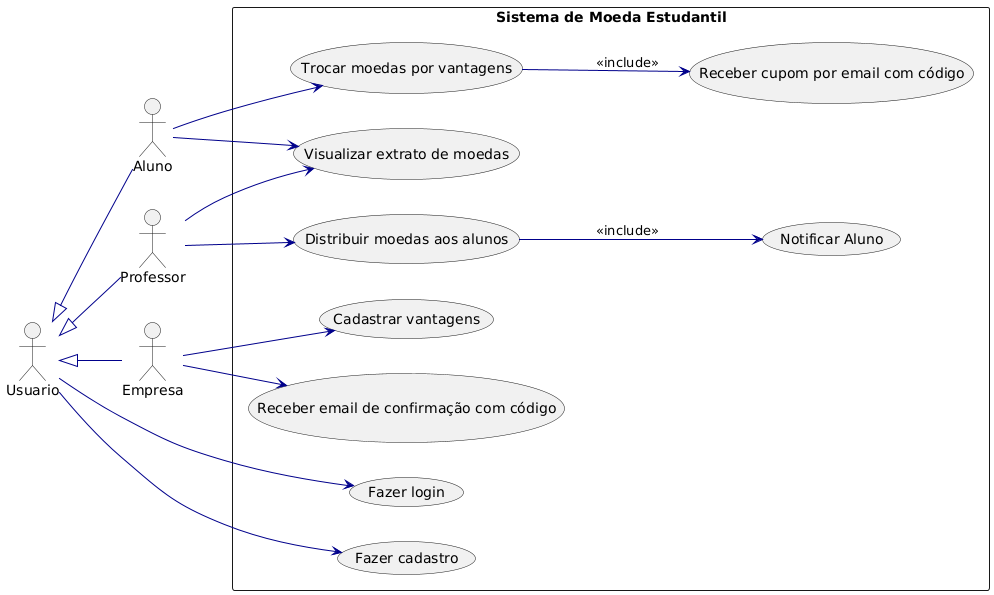 Sistema de Moeda Estudantil
Trocar moedas por vantagens
«include»
Receber cupom por email com código
Aluno
Visualizar extrato de moedas
Professor
Distribuir moedas aos alunos
«include»
Notificar Aluno
Usuario
Empresa
Cadastrar vantagens
Receber email de confirmação com código
Fazer login
Fazer cadastro